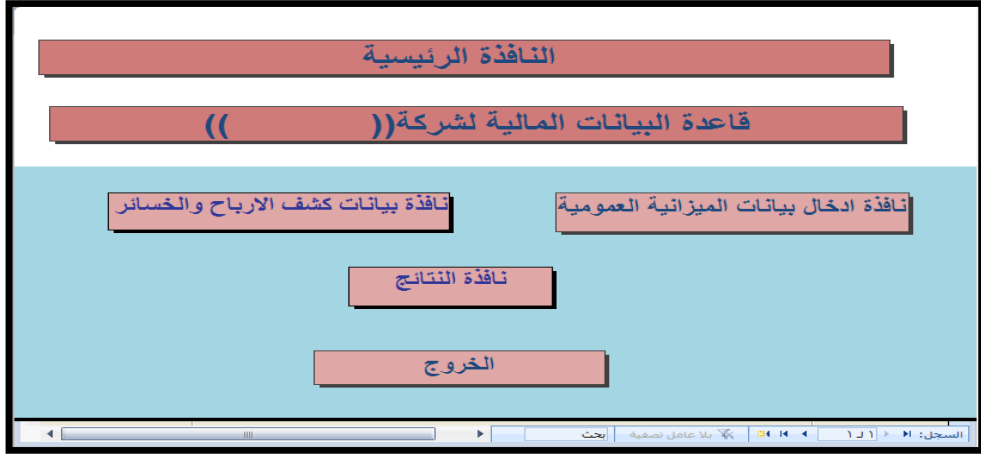 النافذة الرئيسية
قاعدة البيانات المالية لشركة((          ))
نافذة ادخال بيانات الميزانية العمومية
نافذة بيانات كشف الارباح والخسائر
نافذة النتائج
الخروج
السجل: ١ لـ ١ بلا عامل تصفية بحث